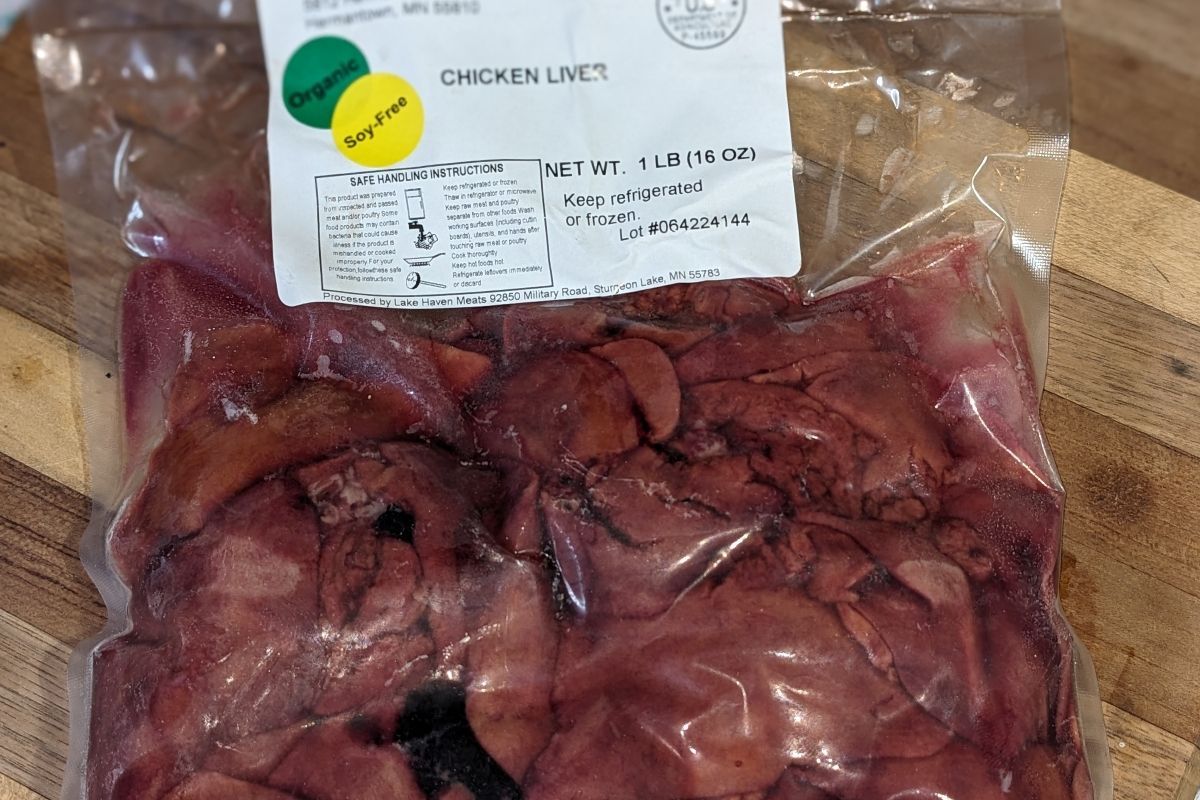 Hermantown, MN 55810
U.S.
DEPARTMENT OF
AGRICULTURE
P-45599
Organic
Soy-Free
CHICKEN LIVER
SAFE HANDLING INSTRUCTIONS
This product was prepared
from inspected and passed
meat and/or poultry Some
food products may contain
bacteria that could cause
illness if the product is
mishandled or cooked
improperly. For your
protection, follow these safe
handling instructions
Keep refrigerated or frozen
Thaw in refrigerator or microwave
Keep raw meat and poultry
separate from other foods Wash
working surfaces (including cutting
boards), utensils, and hands after
touching raw meat or poultry
Cook thoroughly
Keep hot foods hot
Refrigerate leftovers immediately
or discard
NET WT. 1 LB (16 OZ)
Keep refrigerated
or frozen.
Lot #064224144
Processed by Lake Haven Meats 92850 Military Road, Sturgeon Lake, MN 55783